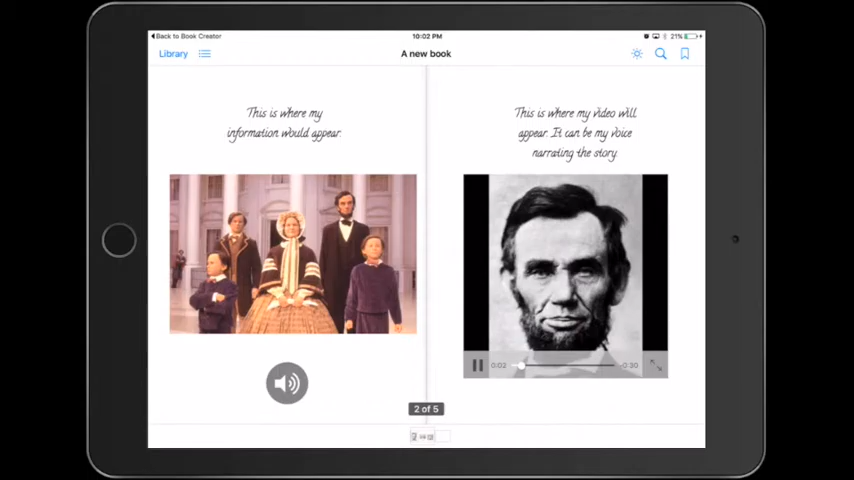 Back to Book Creator
10:02 PM
21%
Library
A new book
This is where my
information would appear.
This is where my video will
appear. It can be my voice
narrating the story.
0:02
-0:30
2 of 5